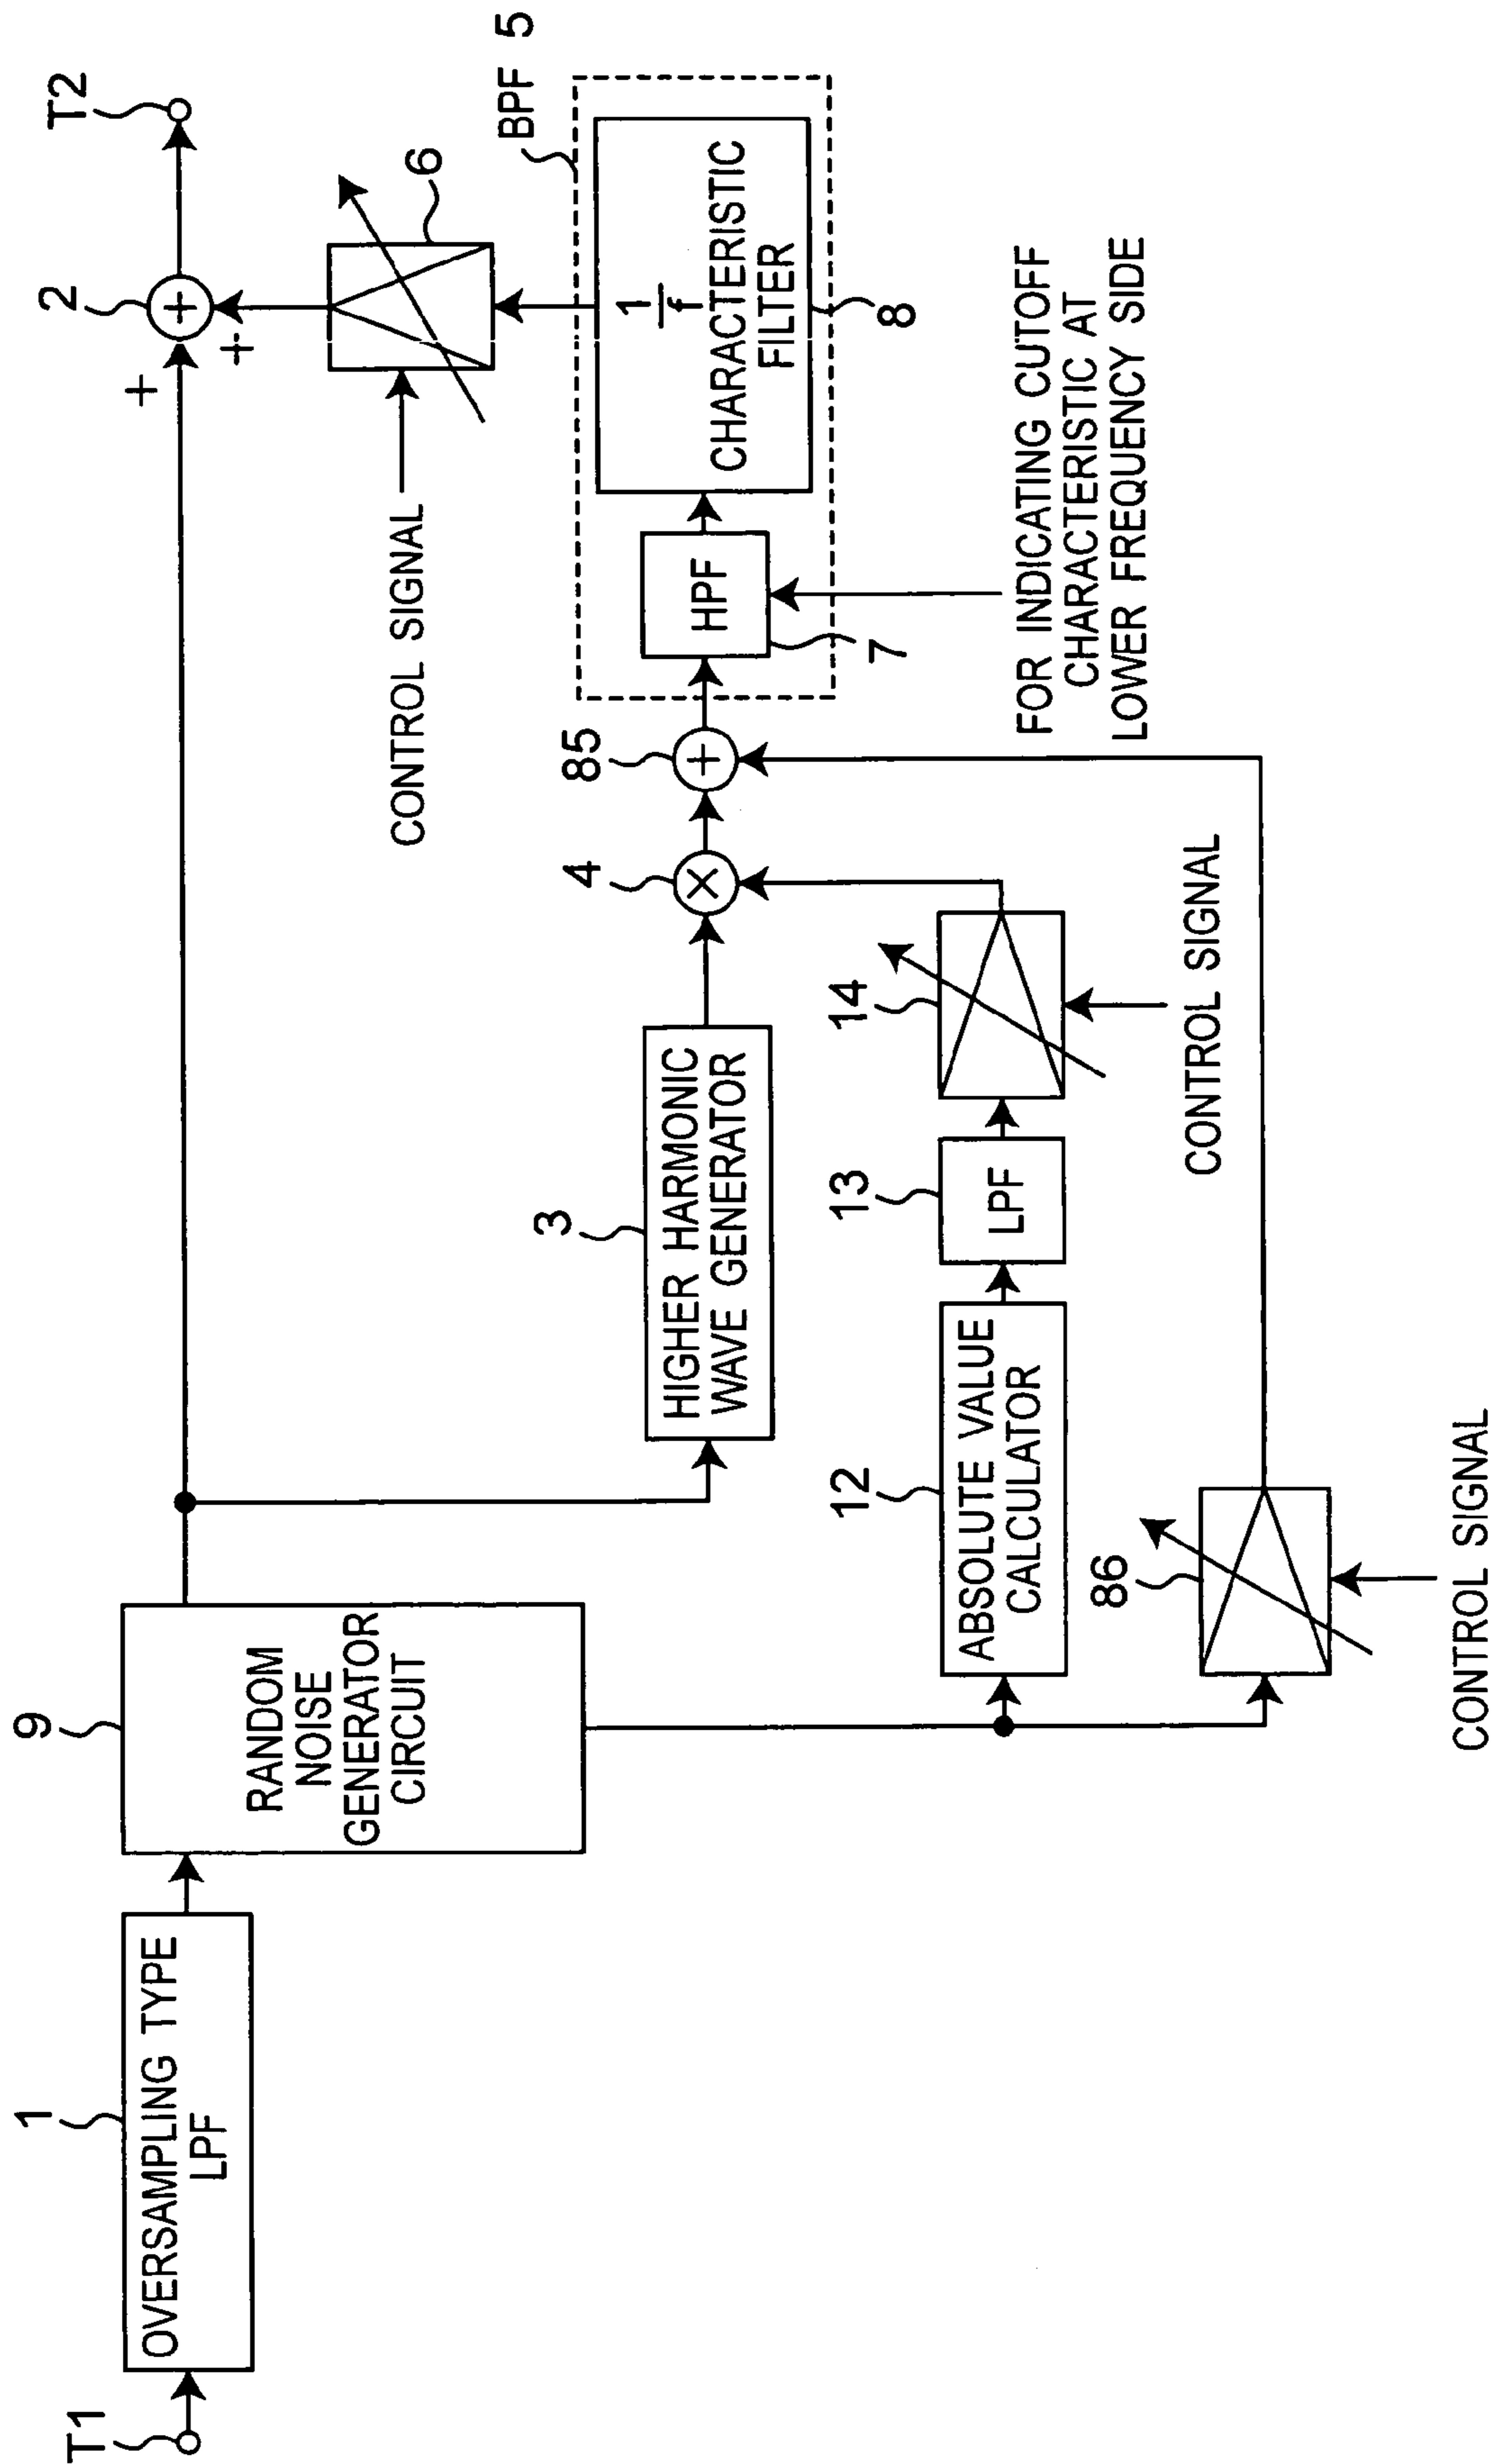 T1
1
OVERSAMPLING TYPE
LPF
9
RANDOM
NOISE
GENERATOR
CIRCUIT
2
+
+
+
T2
CONTROL SIGNAL
6
3
HIGHER HARMONIC
WAVE GENERATOR
4
×
85
+
BPF 5
HPF
7
1
f
CHARACTERISTIC
FILTER
8
FOR INDICATING CUTOFF
CHARACTERISTIC AT
LOWER FREQUENCY SIDE
12
ABSOLUTE VALUE
CALCULATOR
13
LPF
14
CONTROL SIGNAL
86
CONTROL SIGNAL